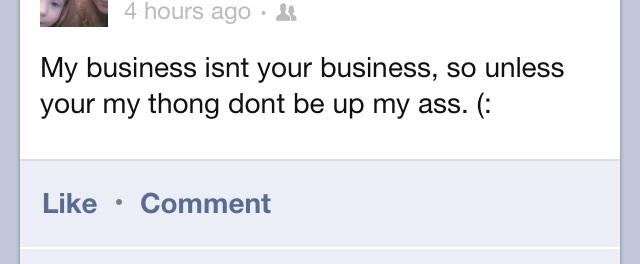 4 hours ago ·
My business isnt your business, so unless
your my thong dont be up my ass. (:
Like · Comment